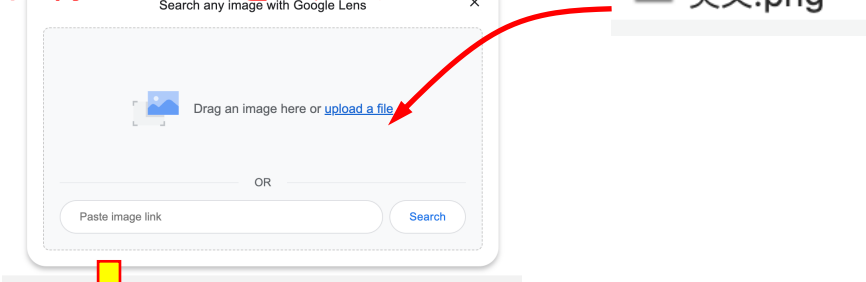 Search any image with Google Lens
Drag an image here or upload a file
OR
Paste image link
Search
.png